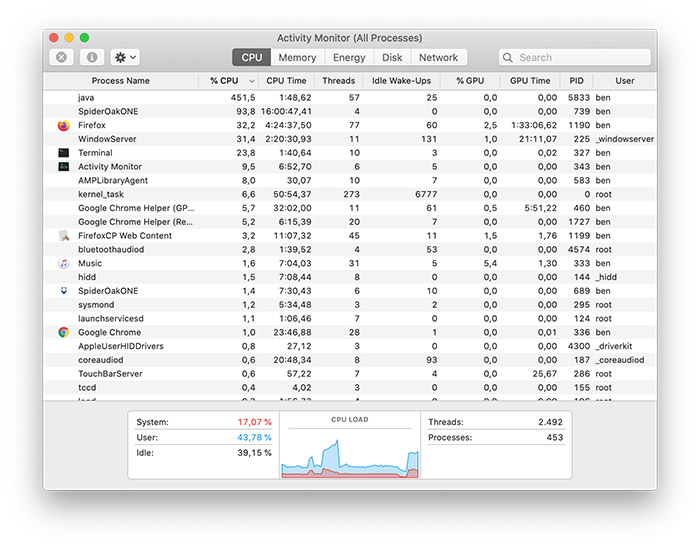 Activity Monitor (All Processes)
CPU Memory Energy Disk Network Search
Process Name % CPU CPU Time Threads Idle Wake-Ups % GPU GPU Time PID User
java 451,5 1:48,62 57 25 0,0 0,00 5833 ben
SpiderOakONE 93,8 16:00:47,41 4 0 0,0 0,00 739 ben
Firefox 32,2 4:24:37,50 77 60 2,5 1:33:06,62 1190 ben
WindowServer 31,4 2:20:30,93 11 131 1,0 21:11,07 225 _windowserver
Terminal 23,8 1:40,64 10 3 0,0 0,02 327 ben
Activity Monitor 9,5 6:52,70 6 5 0,0 0,00 343 ben
AMPLibraryAgent 8,0 30,07 10 7 0,0 0,00 583 ben
kernel_task 6,6 50:54,37 273 6777 0,0 0,00 0 root
Google Chrome Helper (GP... 5,7 32:02,00 11 61 0,5 5:51,22 460 ben
Google Chrome Helper (Re... 5,2 6:15,39 20 7 0,0 0,00 1727 ben
FirefoxCP Web Content 3,2 11:07,32 45 11 1,5 1,76 1199 ben
bluetoothaudiod 2,8 1:39,52 4 53 0,0 0,00 4574 root
Music 1,6 7:04,03 31 5 5,4 1,30 333 ben
hidd 1,5 7:08,44 8 0 0,0 0,00 144 _hidd
SpiderOakONE 1,4 7:30,43 6 10 0,0 0,00 689 ben
sysmond 1,2 5:34,48 3 2 0,0 0,00 295 root
launchservicesd 1,1 1:06,46 7 0 0,0 0,00 124 root
Google Chrome 1,0 23:46,88 28 1 0,0 0,01 336 ben
AppleUserHIDDrivers 0,8 27,12 3 0 0,0 0,00 4300 _driverkit
coreaudiod 0,6 20:48,34 8 93 0,0 0,00 187 _coreaudiod
TouchBarServer 0,6 57,22 7 4 0,0 25,67 286 root
tccd 0,4 4,02 3 0 0,0 0,00 155 root
System: 17,07 % CPU LOAD Threads: 2.492
User: 43,78 % Processes: 453
Idle: 39,15 %